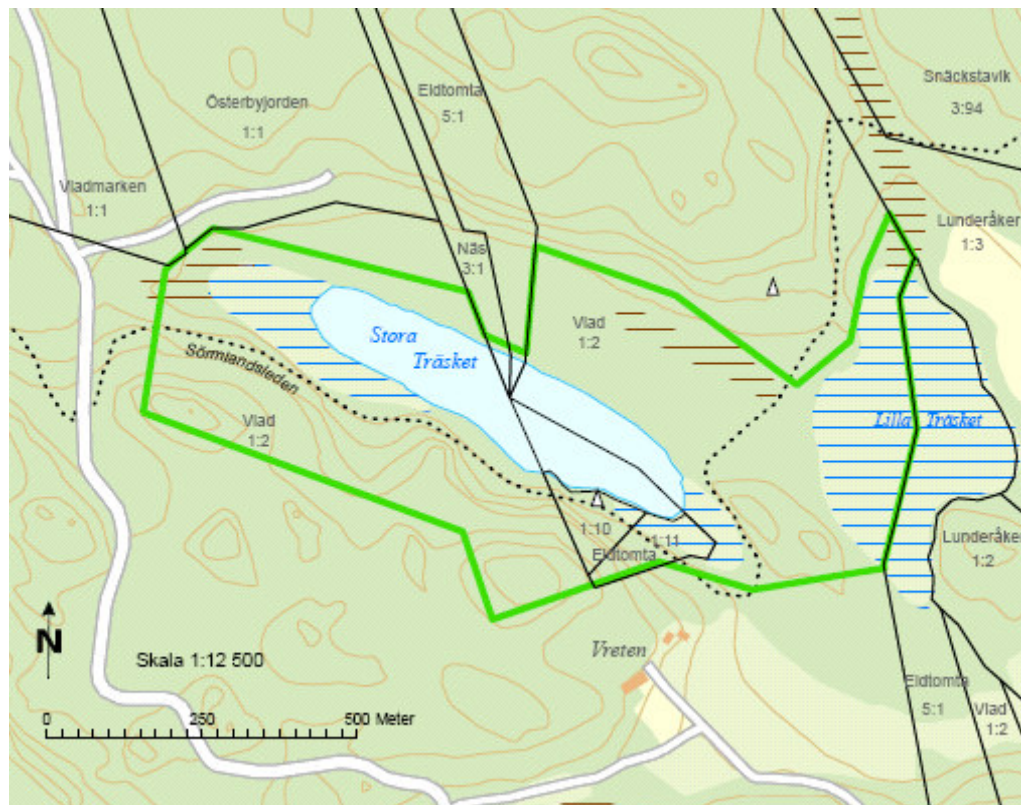 Österbyjorden
1:1
Eldtomta
5:1
Snäckstavik
3:94
Vladmarken
1:1
Lunderåker
1:3
Näs
3:1
Vlad
1:2
Stora
Träsket
Sörmlandsleden
Vlad
1:2
Lilla Träsket
1:10
1:11
Eldtomta
Lunderåker
1:2
N
Skala 1:12 500
Vreten
0 250 500 Meter
Eldtomta
5:1
Vlad
1:2